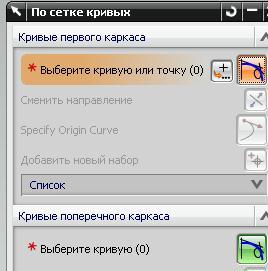 По сетке кривых
Кривые первого каркаса
* Выберите кривую или точку (0)
Сменить направление
Specify Origin Curve
Добавить новый набор
Список
Кривые поперечного каркаса
* Выберите кривую (0)